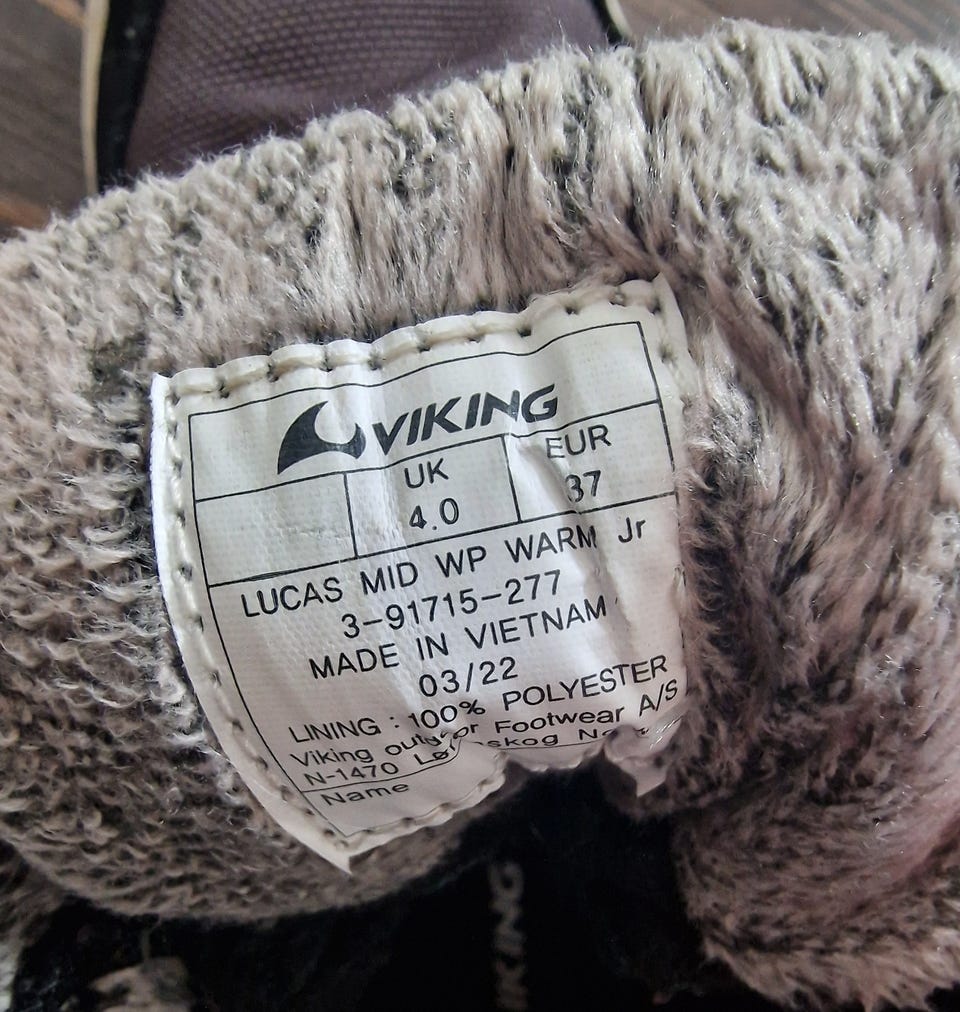 VIKING
UK
4.0
EUR
37
LUCAS MID WP WARM Jr
3-91715-277
MADE IN VIETNAM
03/22
LINING : 100% POLYESTER
Viking Footwear A/S
N-1470
Name
VIKING